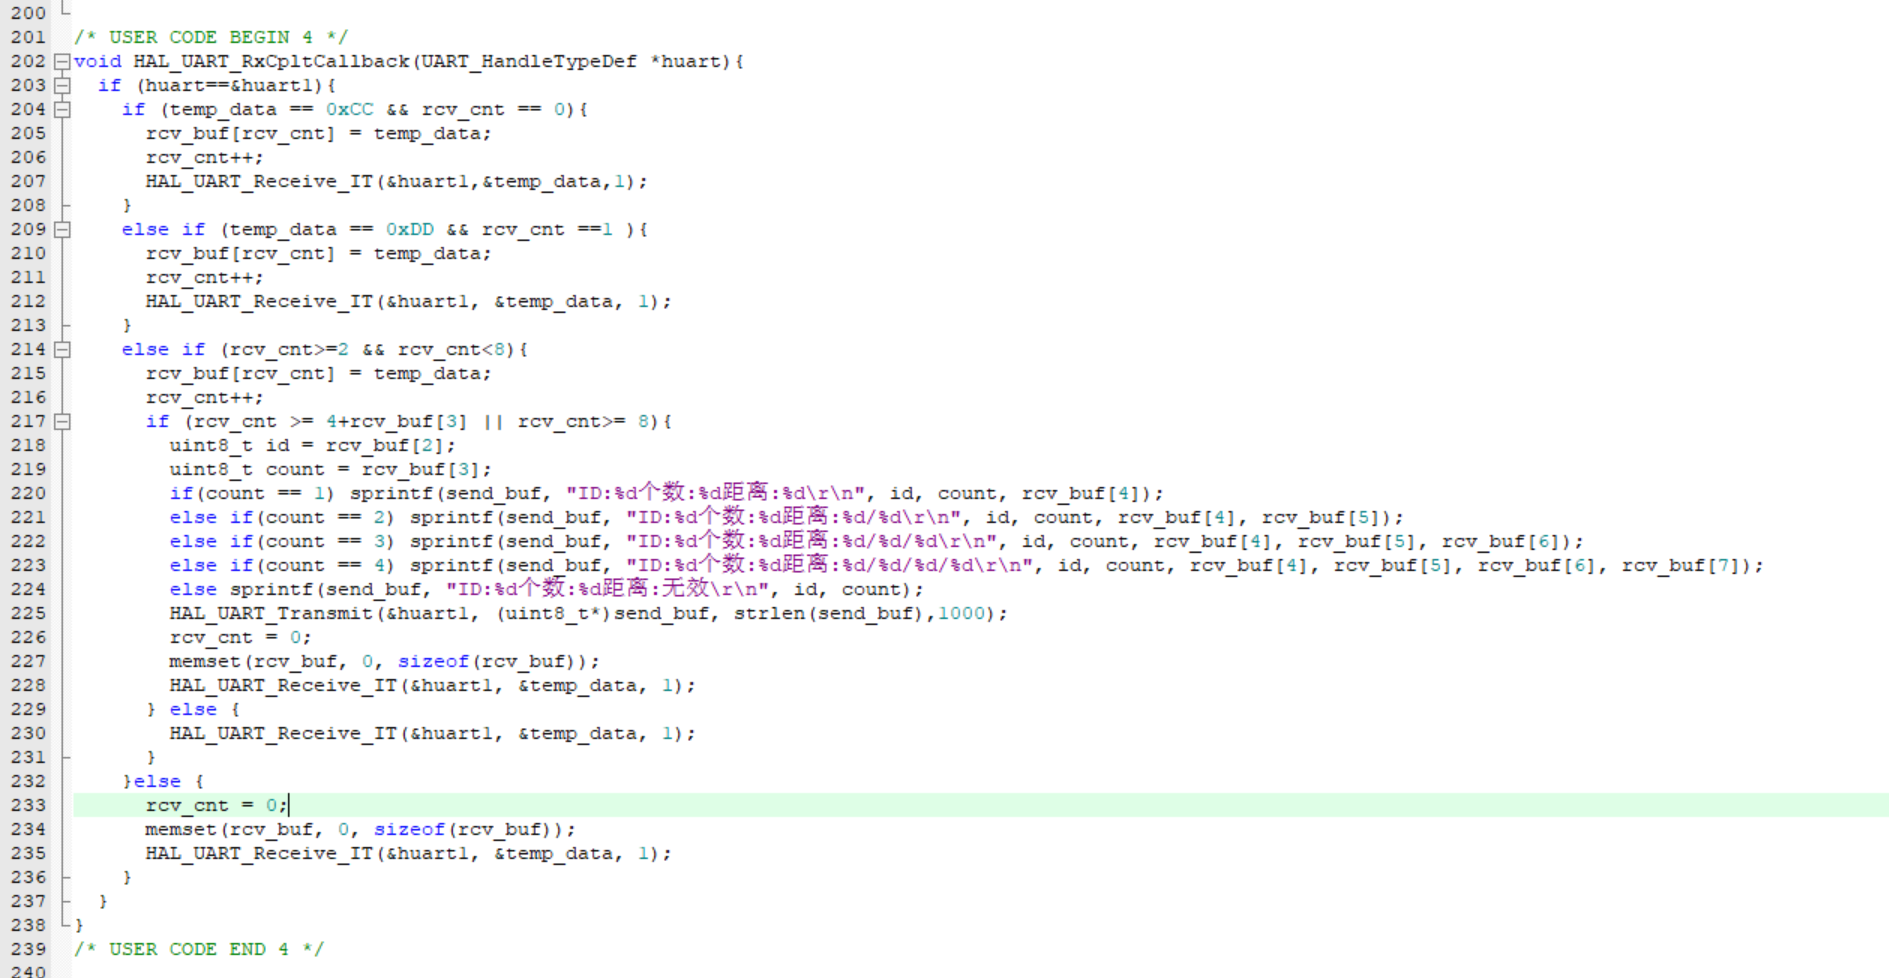 200
201 /* USER CODE BEGIN 4 */
202 void HAL_UART_RxCpltCallback(UART_HandleTypeDef *huart){
203   if (huart==&huart1){
204     if (temp_data == 0xCC && rcv_cnt == 0){
205       rcv_buf[rcv_cnt] = temp_data;
206       rcv_cnt++;
207       HAL_UART_Receive_IT(&huart1,&temp_data,1);
208     }
209     else if (temp_data == 0xDD && rcv_cnt ==1 ){
210       rcv_buf[rcv_cnt] = temp_data;
211       rcv_cnt++;
212       HAL_UART_Receive_IT(&huart1, &temp_data, 1);
213     }
214     else if (rcv_cnt>=2 && rcv_cnt<8){
215       rcv_buf[rcv_cnt] = temp_data;
216       rcv_cnt++;
217       if (rcv_cnt >= 4+rcv_buf[3] || rcv_cnt>= 8){
218         uint8_t id = rcv_buf[2];
219         uint8_t count = rcv_buf[3];
220         if(count == 1) sprintf(send_buf, "ID:%d个数:%d距离:%d\r\n", id, count, rcv_buf[4]);
221         else if(count == 2) sprintf(send_buf, "ID:%d个数:%d距离:%d/%d\r\n", id, count, rcv_buf[4], rcv_buf[5]);
222         else if(count == 3) sprintf(send_buf, "ID:%d个数:%d距离:%d/%d/%d\r\n", id, count, rcv_buf[4], rcv_buf[5], rcv_buf[6]);
223         else if(count == 4) sprintf(send_buf, "ID:%d个数:%d距离:%d/%d/%d/%d\r\n", id, count, rcv_buf[4], rcv_buf[5], rcv_buf[6], rcv_buf[7]);
224         else sprintf(send_buf, "ID:%d个数:%d距离:无效\r\n", id, count);
225         HAL_UART_Transmit(&huart1, (uint8_t*)send_buf, strlen(send_buf),1000);
226         rcv_cnt = 0;
227         memset(rcv_buf, 0, sizeof(rcv_buf));
228         HAL_UART_Receive_IT(&huart1, &temp_data, 1);
229       } else {
230         HAL_UART_Receive_IT(&huart1, &temp_data, 1);
231       }
232     }else {
233       rcv_cnt = 0;
234       memset(rcv_buf, 0, sizeof(rcv_buf));
235       HAL_UART_Receive_IT(&huart1, &temp_data, 1);
236     }
237   }
238 }
239 /* USER CODE END 4 */
240